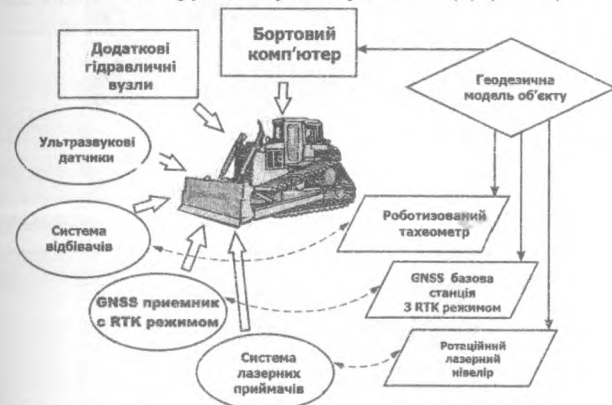 Додаткові
гідравличні
вузли
Бортовий
комп'ютер
Геодезична
модель об'єкту
Ультразвукові
датчики
Система
відбівачів
Роботизований
тахеометр
GNSS приемник
с RTK режимом
GNSS базова
станція
З RTK режимом
Система
лазерних
приймачів
Ротаційний
лазерний
нівелір